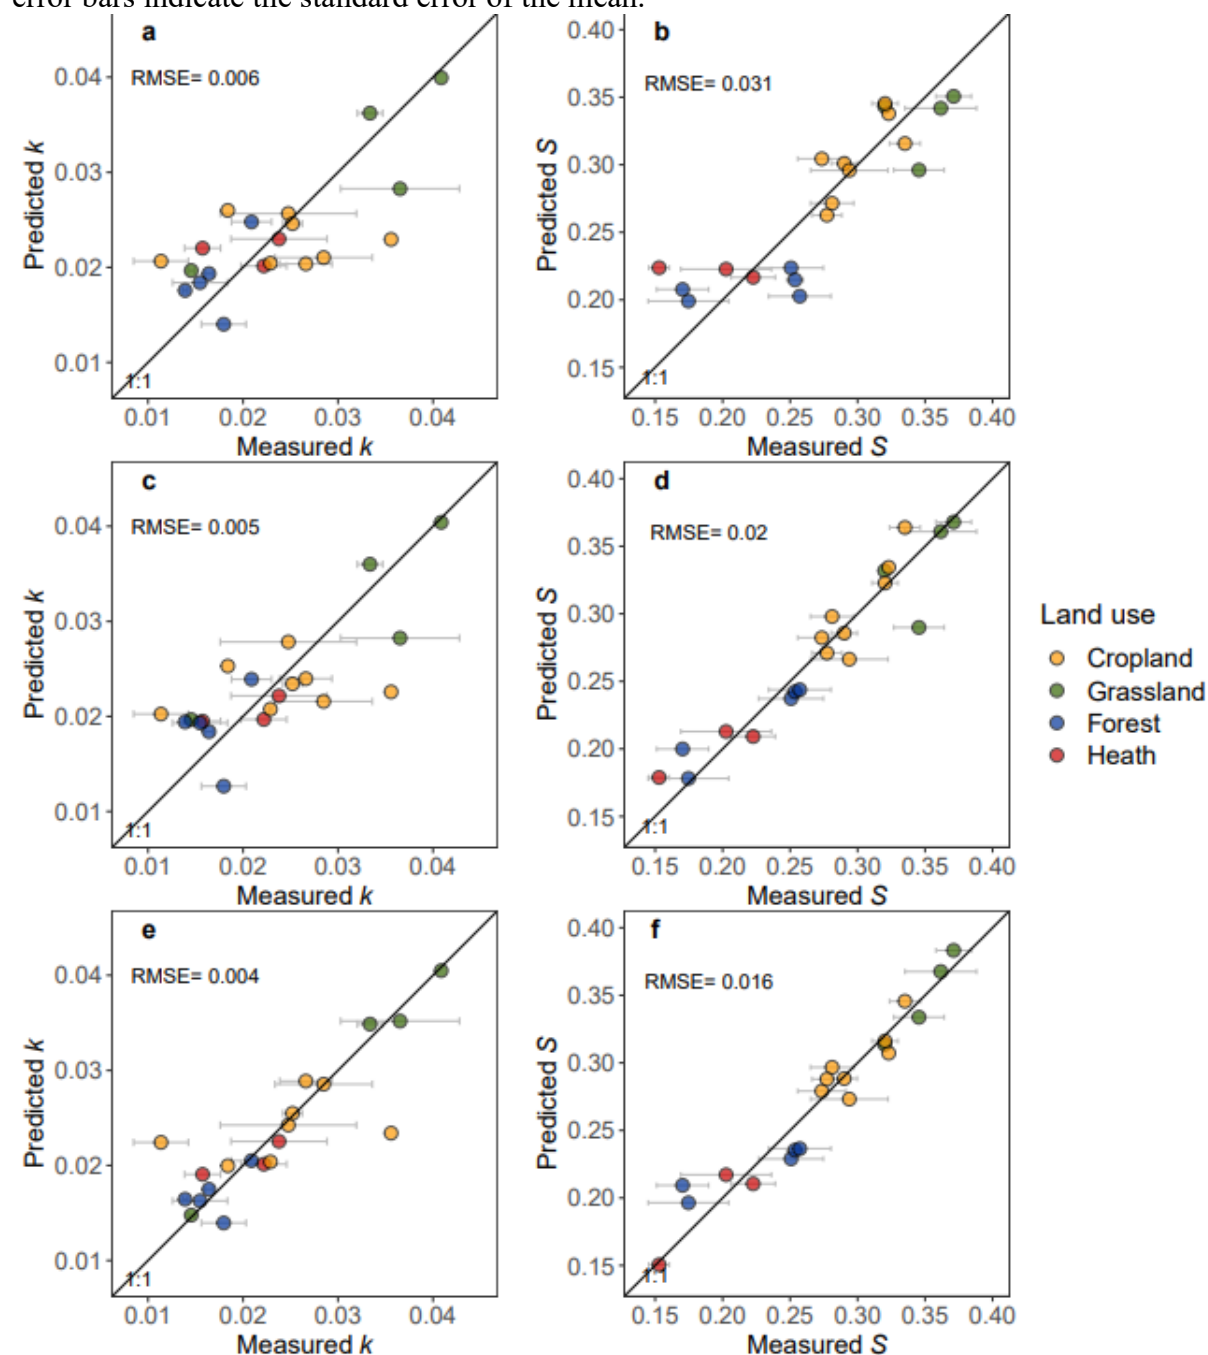 error bars indicate the standard error of the mean.
a
RMSE= 0.006
Predicted k
0.04
0.03
0.02
0.01
1:1
0.01 0.02 0.03 0.04
Measured k
b
RMSE= 0.031
Predicted S
0.40
0.35
0.30
0.25
0.20
0.15
1:1
0.15 0.20 0.25 0.30 0.35 0.40
Measured S
c
RMSE= 0.005
Predicted k
0.04
0.03
0.02
0.01
1:1
0.01 0.02 0.03 0.04
Measured k
d
RMSE= 0.02
Predicted S
0.40
0.35
0.30
0.25
0.20
0.15
1:1
0.15 0.20 0.25 0.30 0.35 0.40
Measured S
Land use
Cropland
Grassland
Forest
Heath
e
RMSE= 0.004
Predicted k
0.04
0.03
0.02
0.01
1:1
0.01 0.02 0.03 0.04
Measured k
f
RMSE= 0.016
Predicted S
0.40
0.35
0.30
0.25
0.20
0.15
1:1
0.15 0.20 0.25 0.30 0.35 0.40
Measured S